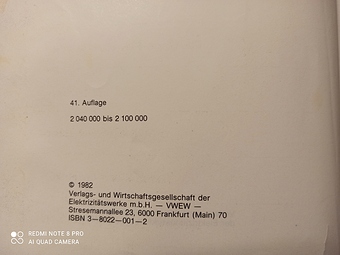 41. Auflage
2 040 000 bis 2 100 000
© 1982
Verlags- und Wirtschaftsgesellschaft der
Elektrizitätswerke m.b.H. — VWEW —
Stresemannallee 23, 6000 Frankfurt (Main) 70
ISBN 3—8022—001—2
REDMI NOTE 8 PRO
AI QUAD CAMERA